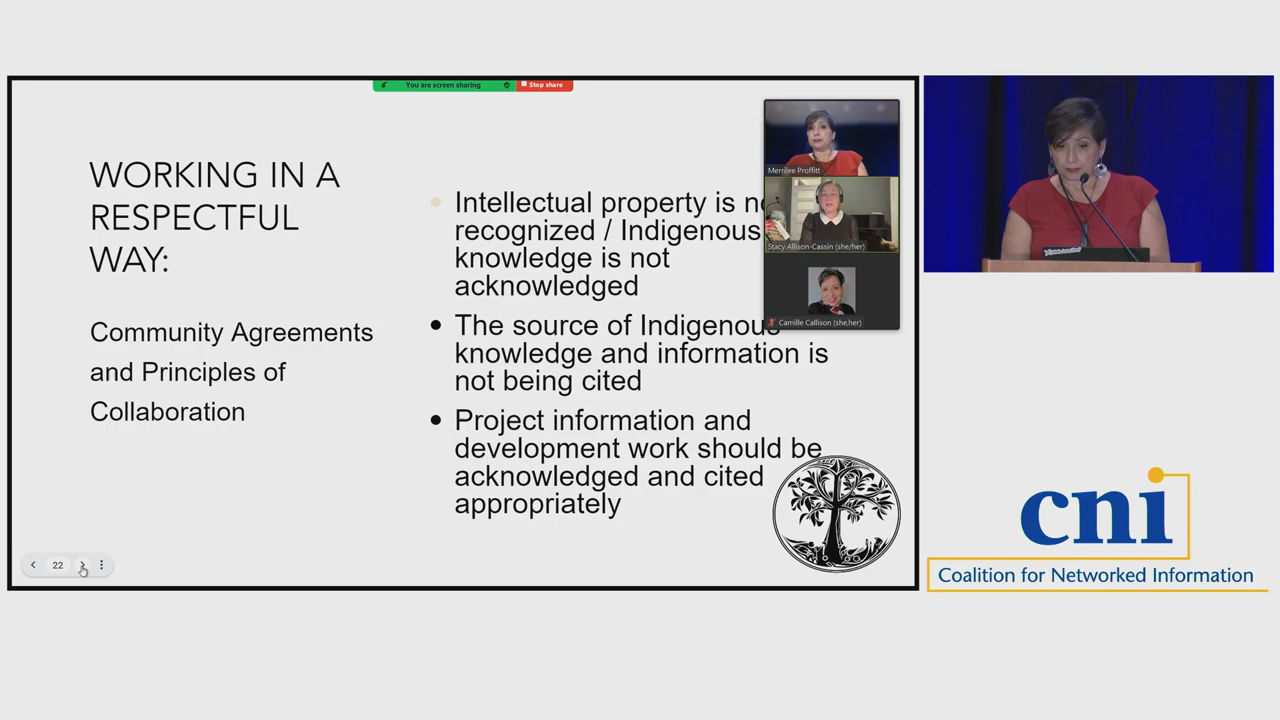 You are screen sharing
Stop share
WORKING IN A
RESPECTFUL
WAY:
Community Agreements
and Principles of
Collaboration
Intellectual property is no
recognized / Indigenous
knowledge is not
acknowledged
The source of Indigenous
knowledge and information is
not being cited
Project information and
development work should be
acknowledged and cited
appropriately
Merrilee Proffitt
Stacy Allison-Cassin (she/her)
Camille Callison (she,her)
22
cni
Coalition for Networked Information